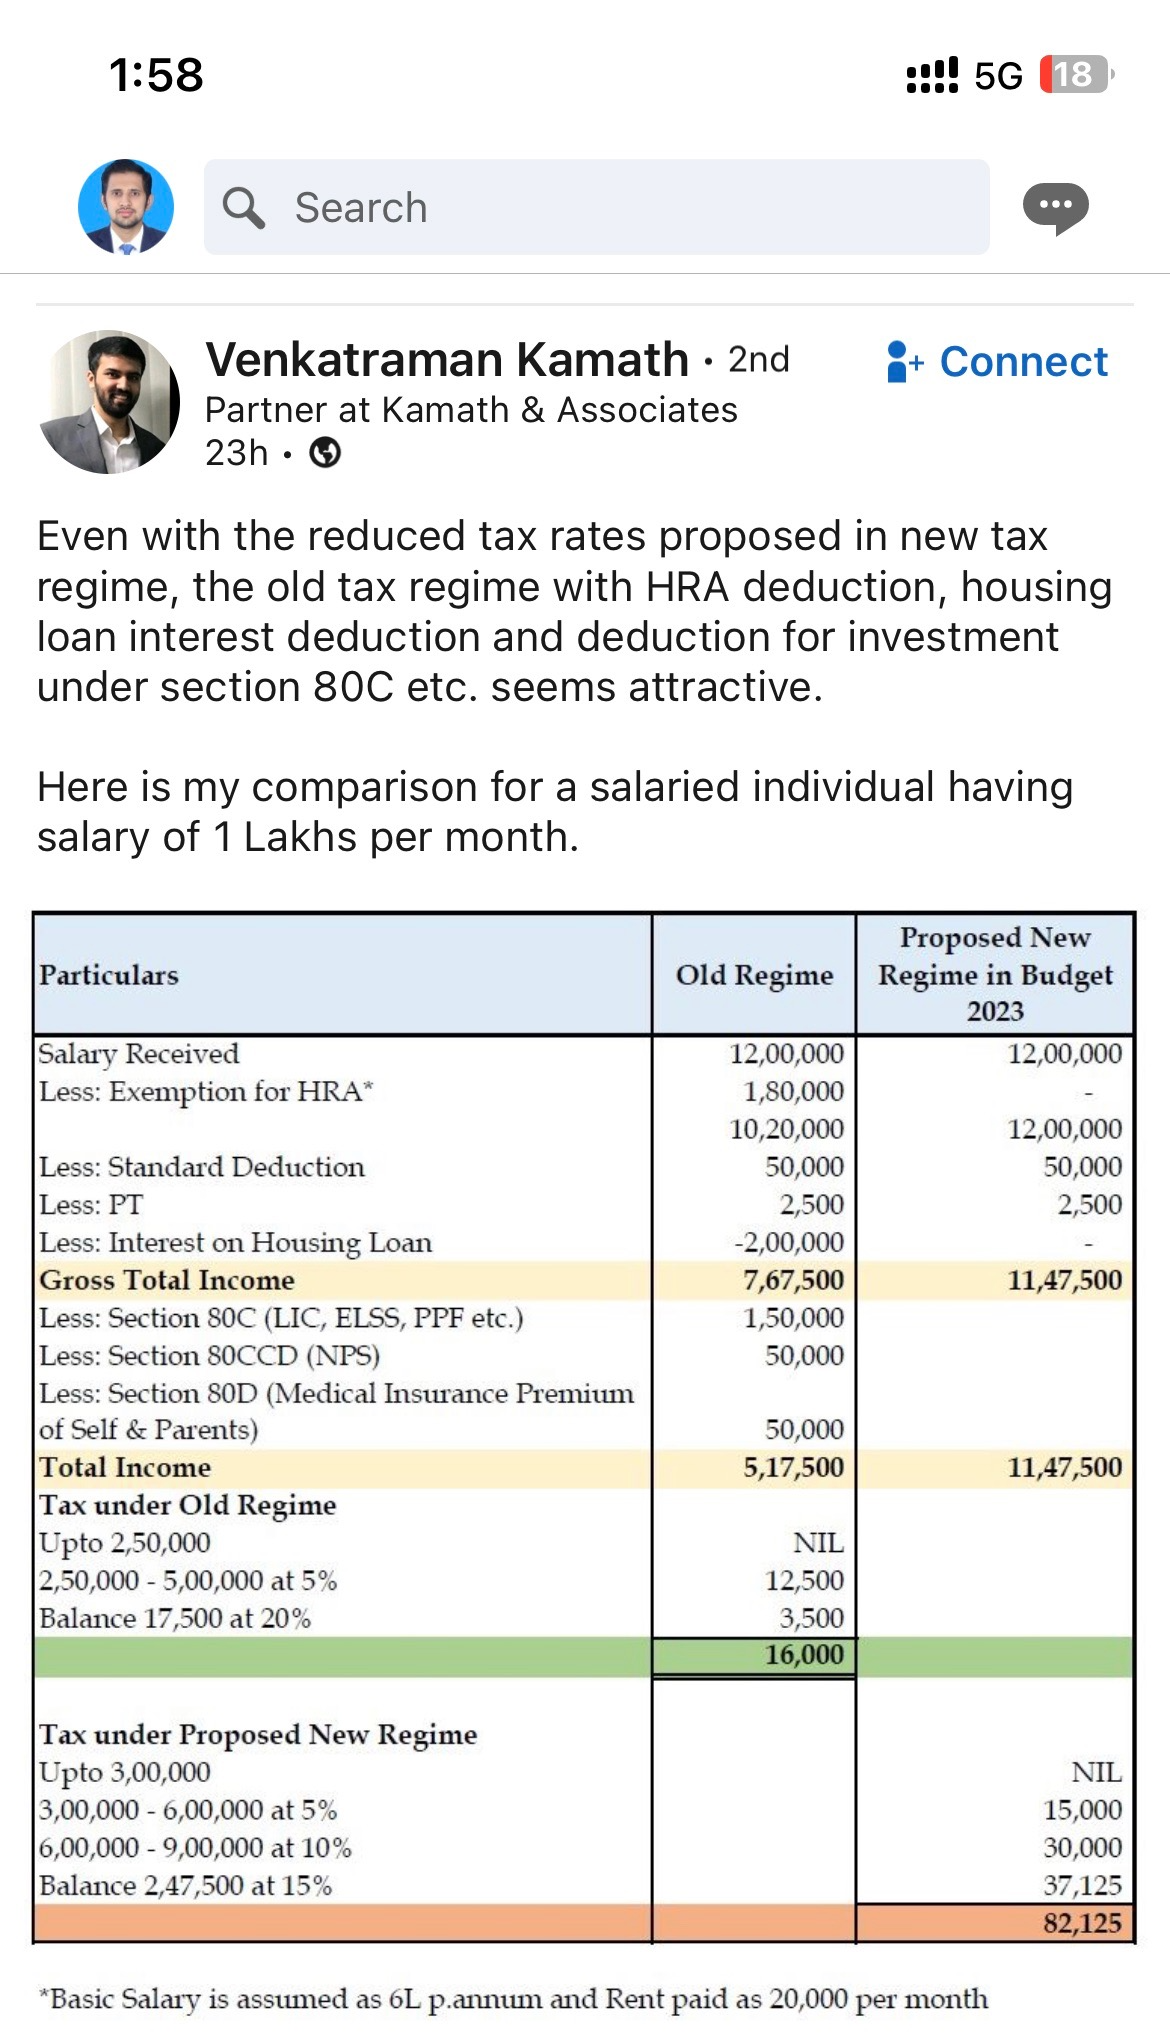 1:58
5G 18
Search
Venkatraman Kamath • 2nd
Connect
Partner at Kamath & Associates
23h •
Even with the reduced tax rates proposed in new tax
regime, the old tax regime with HRA deduction, housing
loan interest deduction and deduction for investment
under section 80C etc. seems attractive.
Here is my comparison for a salaried individual having
salary of 1 Lakhs per month.
Particulars Old Regime Proposed New Regime in Budget 2023
Salary Received 12,00,000 12,00,000
Less: Exemption for HRA* 1,80,000 -
10,20,000 12,00,000
Less: Standard Deduction 50,000 50,000
Less: PT 2,500 2,500
Less: Interest on Housing Loan -2,00,000 -
Gross Total Income 7,67,500 11,47,500
Less: Section 80C (LIC, ELSS, PPF etc.) 1,50,000
Less: Section 80CCD (NPS) 50,000
Less: Section 80D (Medical Insurance Premium
of Self & Parents) 50,000
Total Income 5,17,500 11,47,500
Tax under Old Regime
Upto 2,50,000 NIL
2,50,000 - 5,00,000 at 5% 12,500
Balance 17,500 at 20% 3,500
16,000
Tax under Proposed New Regime
Upto 3,00,000 NIL
3,00,000 - 6,00,000 at 5% 15,000
6,00,000 - 9,00,000 at 10% 30,000
Balance 2,47,500 at 15% 37,125
82,125
*Basic Salary is assumed as 6L p.annum and Rent paid as 20,000 per month